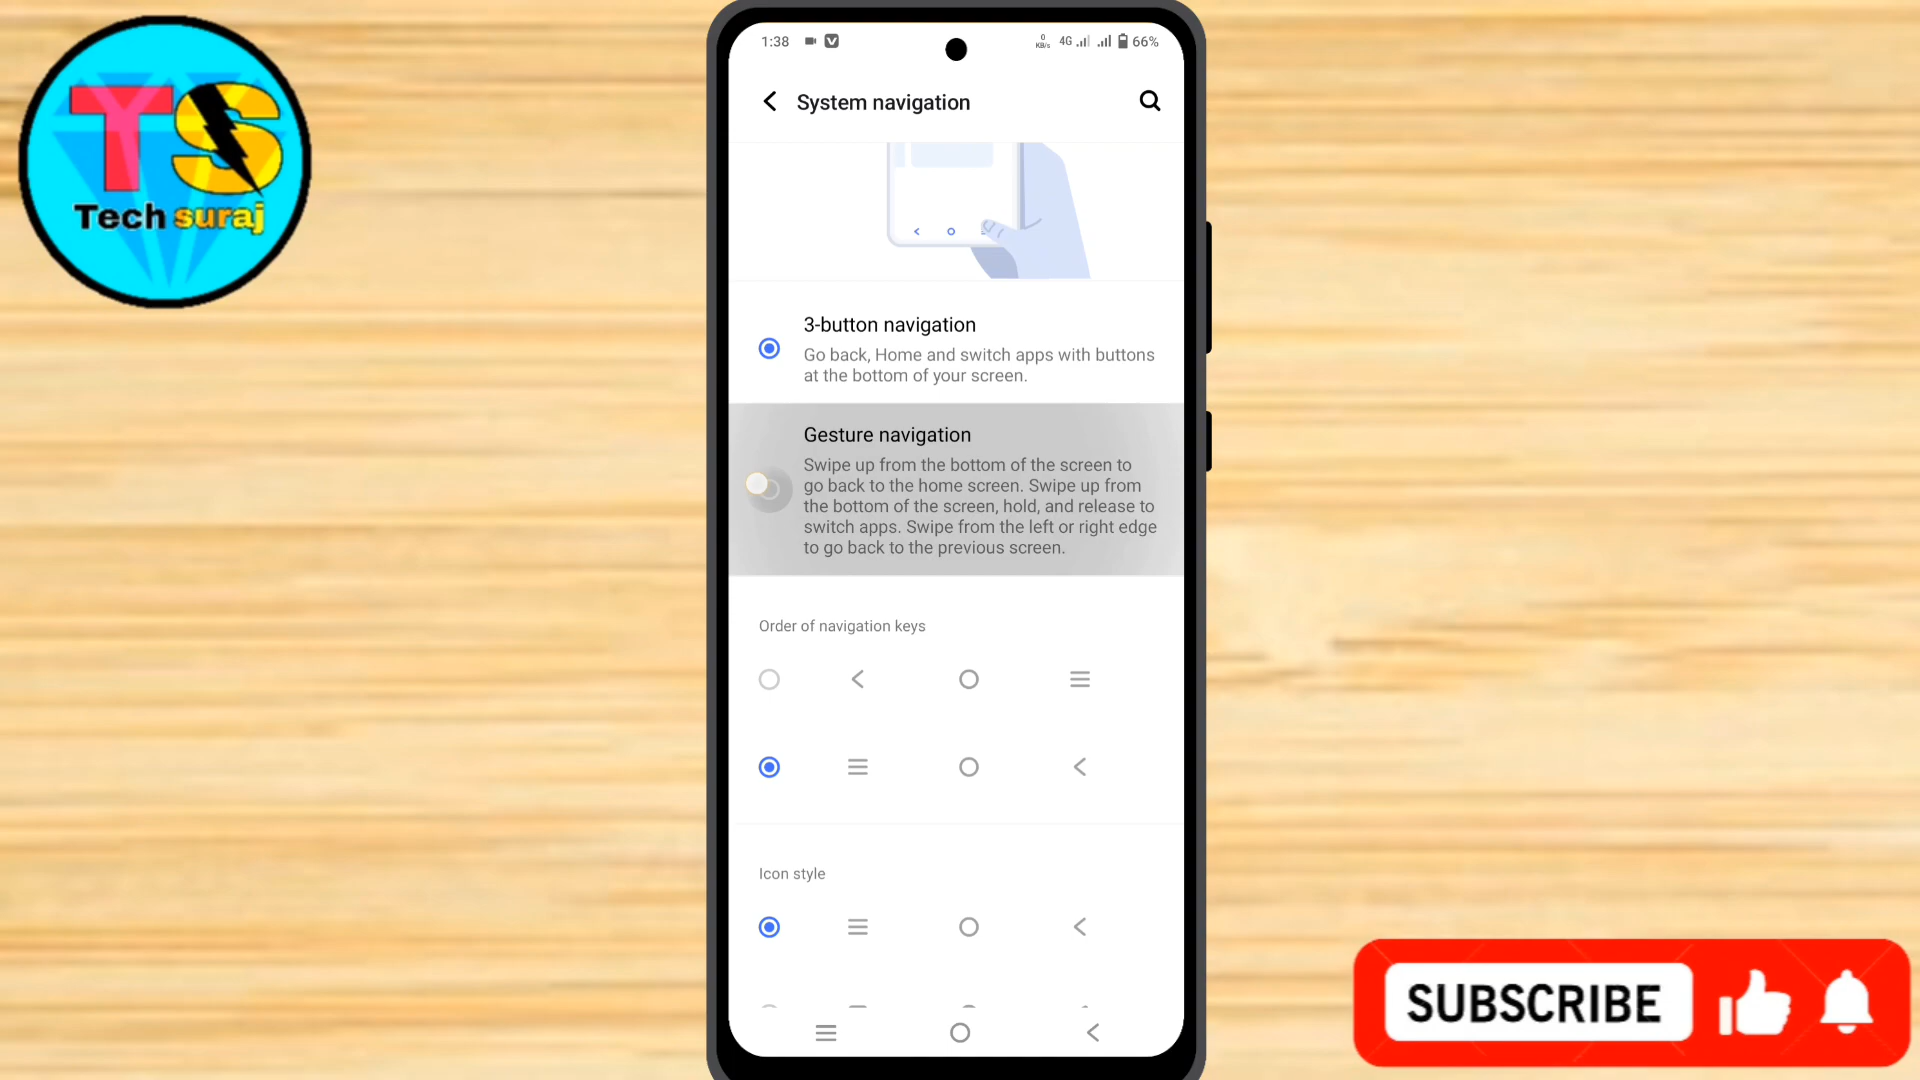 TS
Tech suraj
1:38
0
KB/s
4G
66%
System navigation
3-button navigation
Go back, Home and switch apps with buttons
at the bottom of your screen.
Gesture navigation
Swipe up from the bottom of the screen to
go back to the home screen. Swipe up from
the bottom of the screen, hold, and release to
switch apps. Swipe from the left or right edge
to go back to the previous screen.
Order of navigation keys
Icon style
SUBSCRIBE